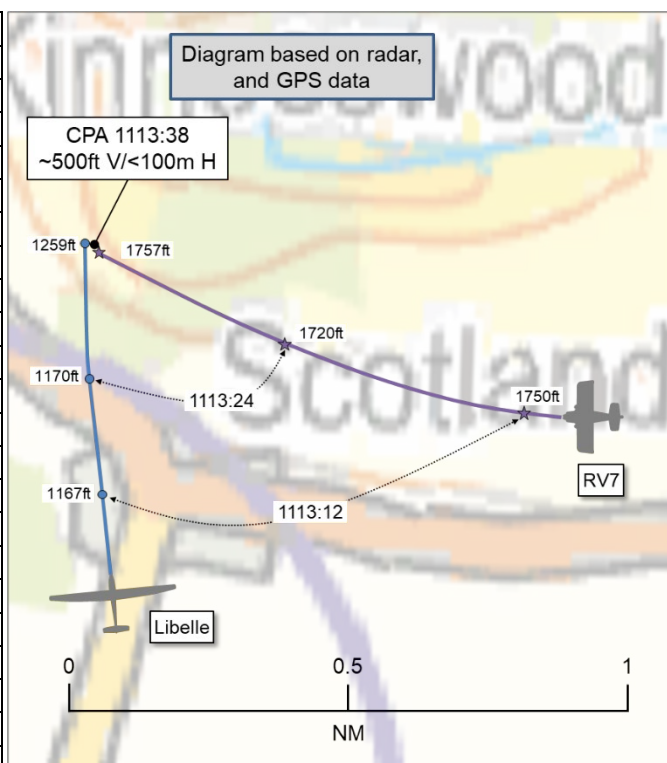 Diagram based on radar,
and GPS data
CPA 1113:38
~500ft V/<100m H
1259ft
1757ft
1720ft
1170ft
1113:24
1750ft
Scotland
RV7
1167ft
1113:12
Libelle
0
0.5
1
NM